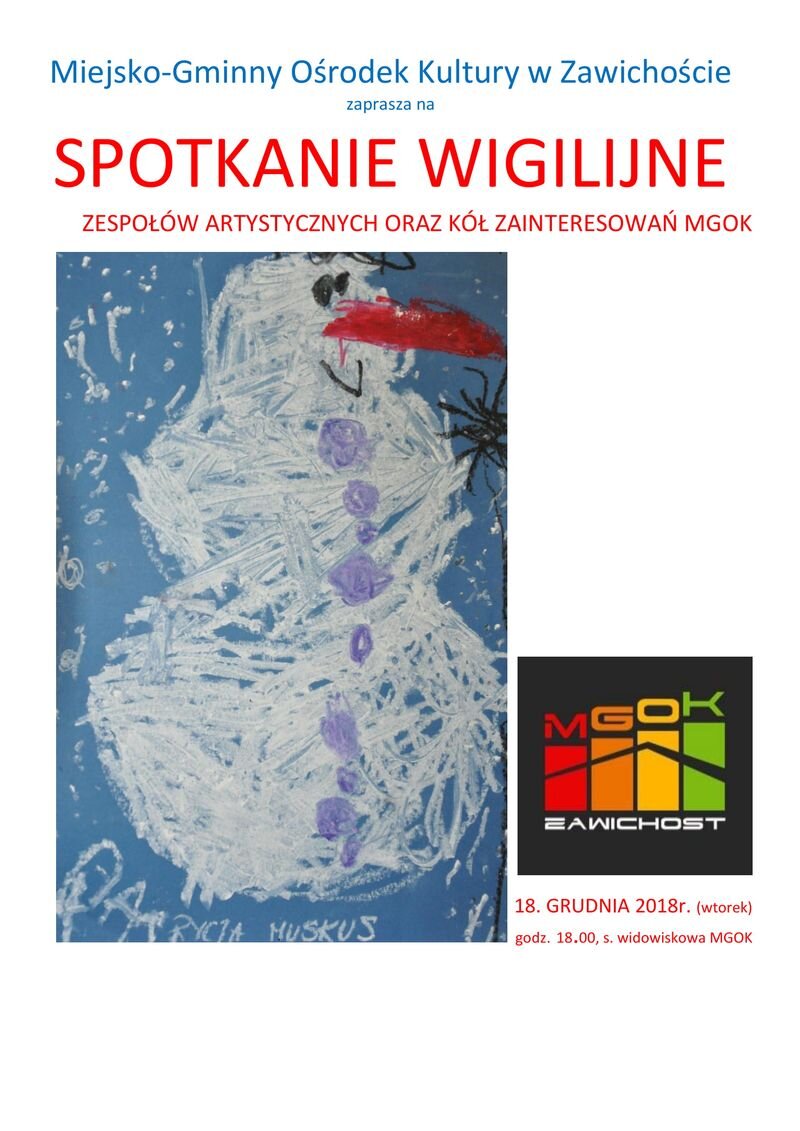 Miejsko-Gminny Ośrodek Kultury w Zawichoście
zaprasza na
SPOTKANIE WIGILIJNE
ZESPOŁÓW ARTYSTYCZNYCH ORAZ KÓŁ ZAINTERESOWAŃ MGOK
MGOK
ZAWICHOST
MUSKUS
18. GRUDNIA 2018r. (wtorek)
godz. 18.00, s. widowiskowa MGOK